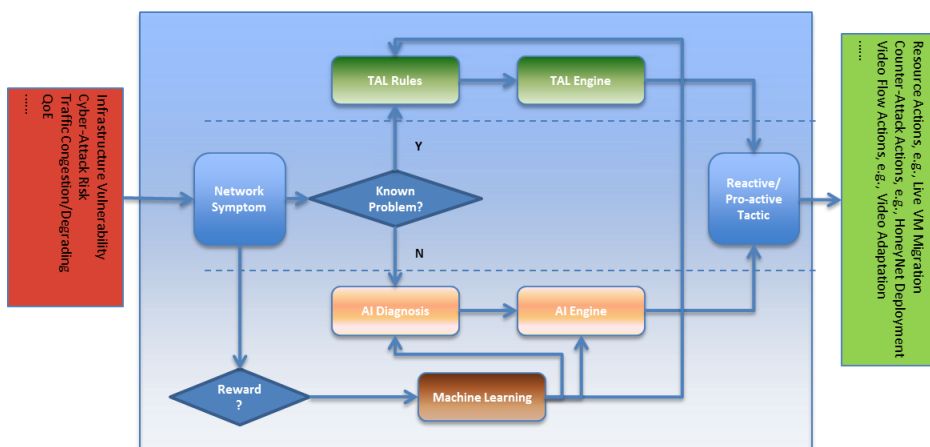 Infrastructure Vulnerability
Cyber-Attack Risk
Traffic Congestion/Degrading
QoE
......
Network
Symptom
Known
Problem?
Y
N
TAL Rules
TAL Engine
AI Diagnosis
AI Engine
Reward
?
Machine Learning
Reactive/
Pro-active
Tactic
Resource Actions, e.g., Live VM Migration
Counter-Attack Actions, e.g., HoneyNet Deployment
Video Flow Actions, e.g., Video Adaptation
......